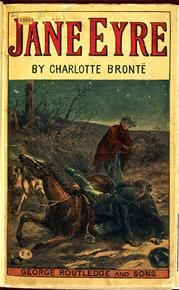 JANE EYRE
BY CHARLOTTE BRONTË
GEORGE ROUTLEDGE AND SONS